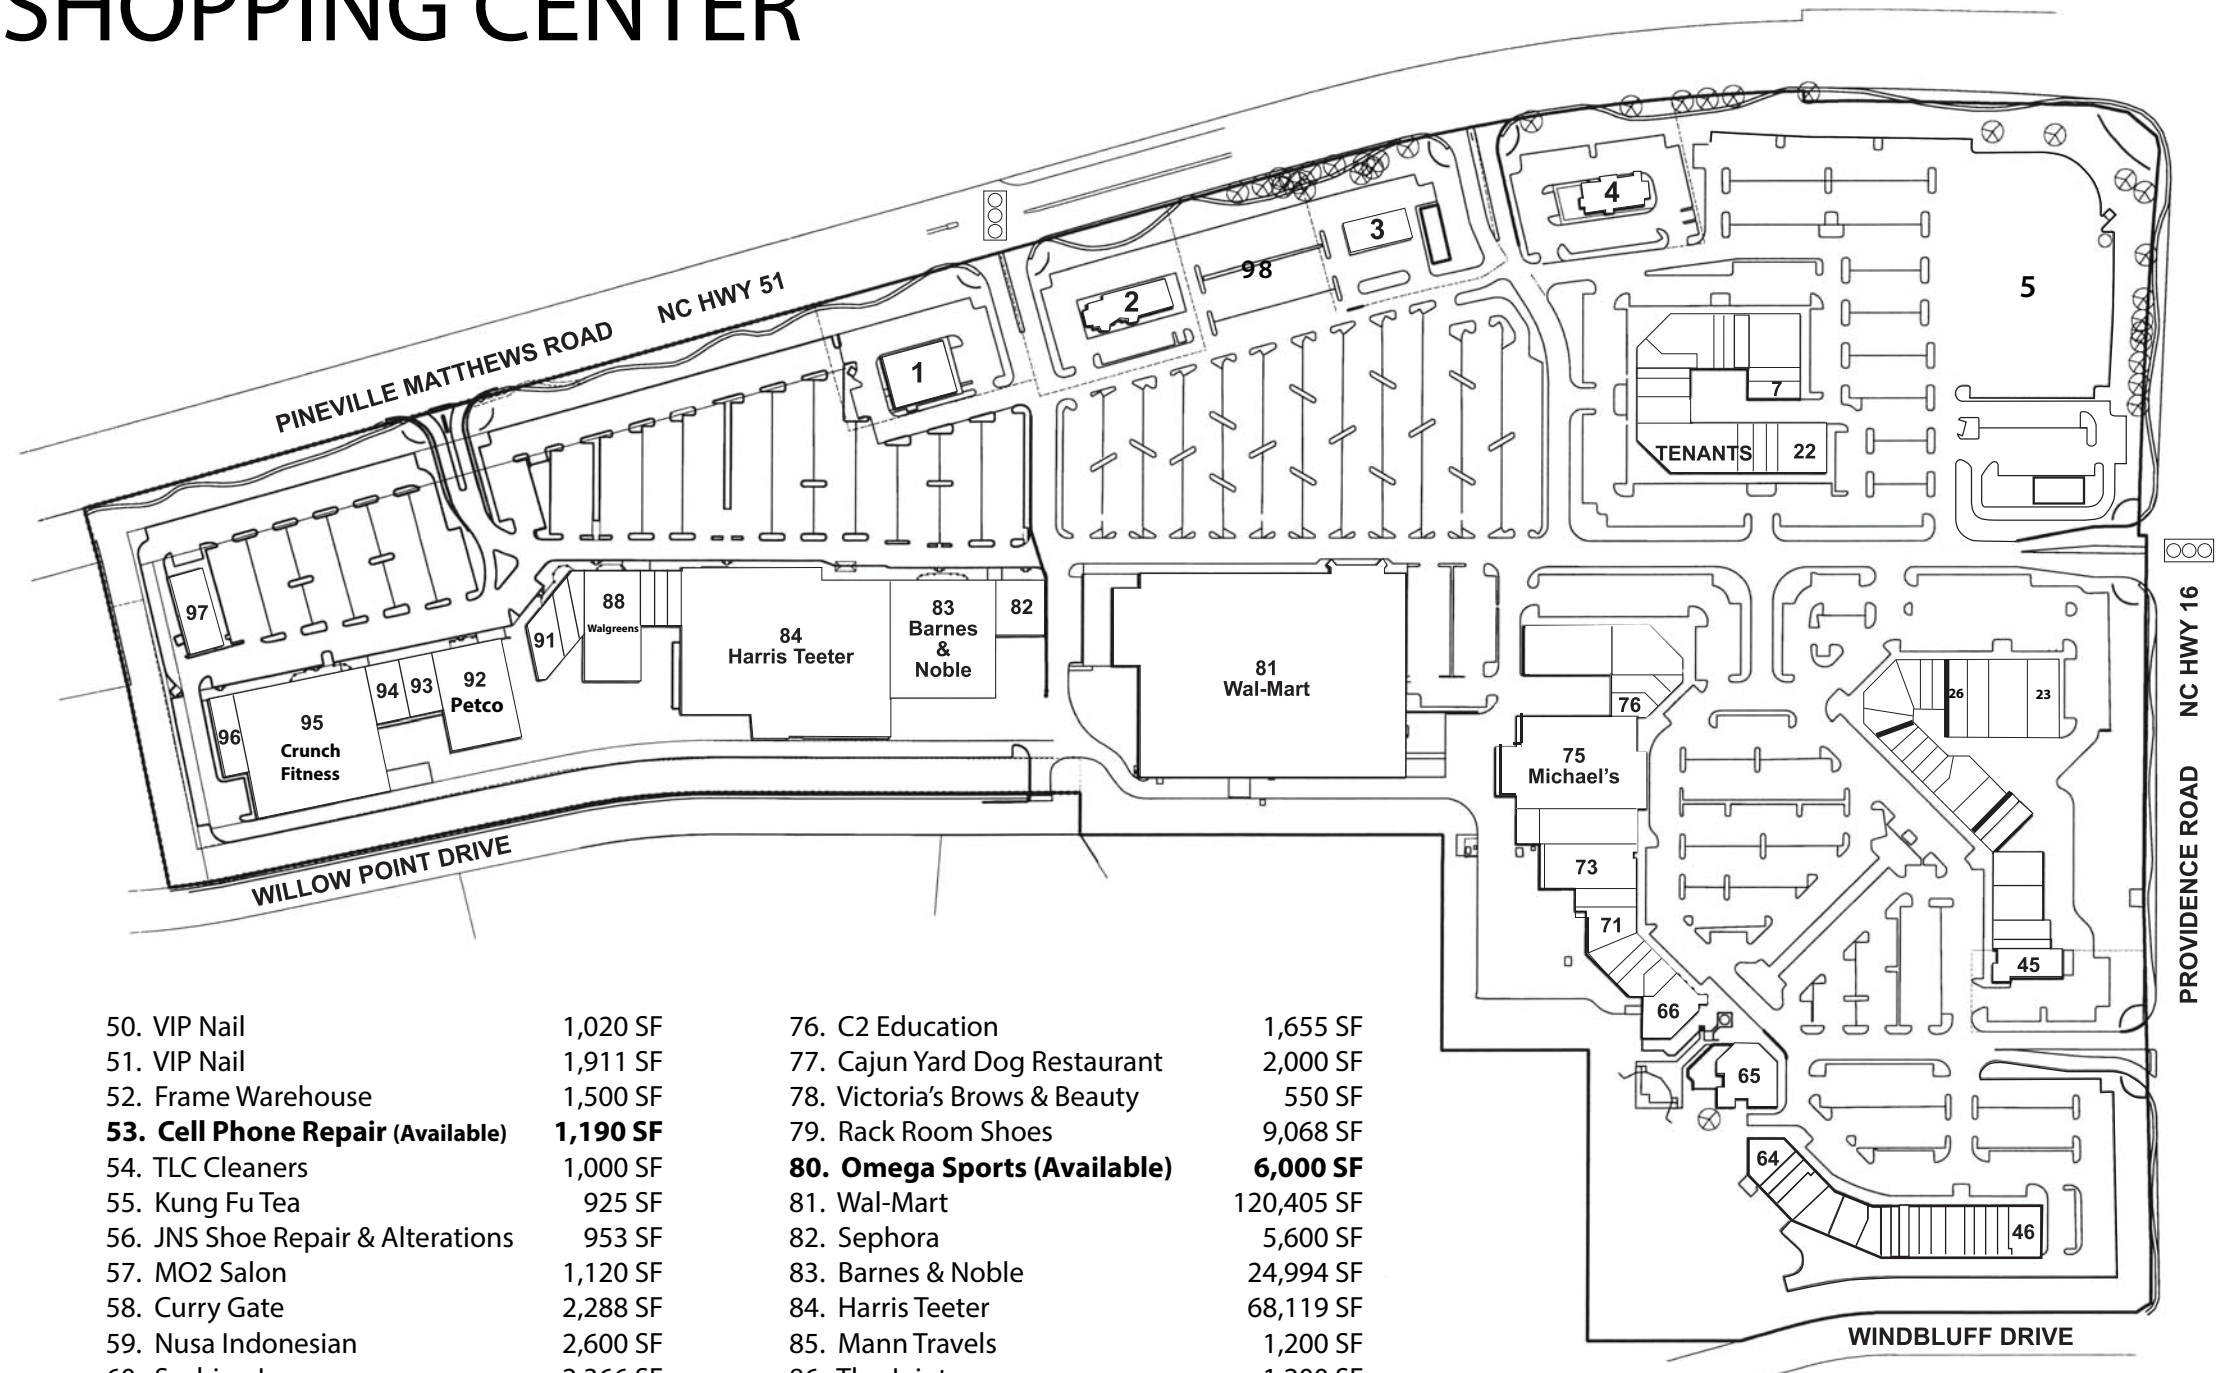 SHOPPING CENTER
PINEVILLE MATTHEWS ROAD NC HWY 51
1
2
98
3
4
5
7
TENANTS 22
97
91
88
Walgreens
84
Harris Teeter
83
Barnes
&
Noble
82
81
Wal-Mart
96
95
Crunch
Fitness
94
93
92
Petco
76
75
Michael's
73
71
66
65
64
46
45
26
23
WILLOW POINT DRIVE
PROVIDENCE ROAD NC HWY 16
WINDBLUFF DRIVE
50. VIP Nail 1,020 SF
51. VIP Nail 1,911 SF
52. Frame Warehouse 1,500 SF
53. Cell Phone Repair (Available) 1,190 SF
54. TLC Cleaners 1,000 SF
55. Kung Fu Tea 925 SF
56. JNS Shoe Repair & Alterations 953 SF
57. MO2 Salon 1,120 SF
58. Curry Gate 2,288 SF
59. Nusa Indonesian 2,600 SF
76. C2 Education 1,655 SF
77. Cajun Yard Dog Restaurant 2,000 SF
78. Victoria's Brows & Beauty 550 SF
79. Rack Room Shoes 9,068 SF
80. Omega Sports (Available) 6,000 SF
81. Wal-Mart 120,405 SF
82. Sephora 5,600 SF
83. Barnes & Noble 24,994 SF
84. Harris Teeter 68,119 SF
85. Mann Travels 1,200 SF